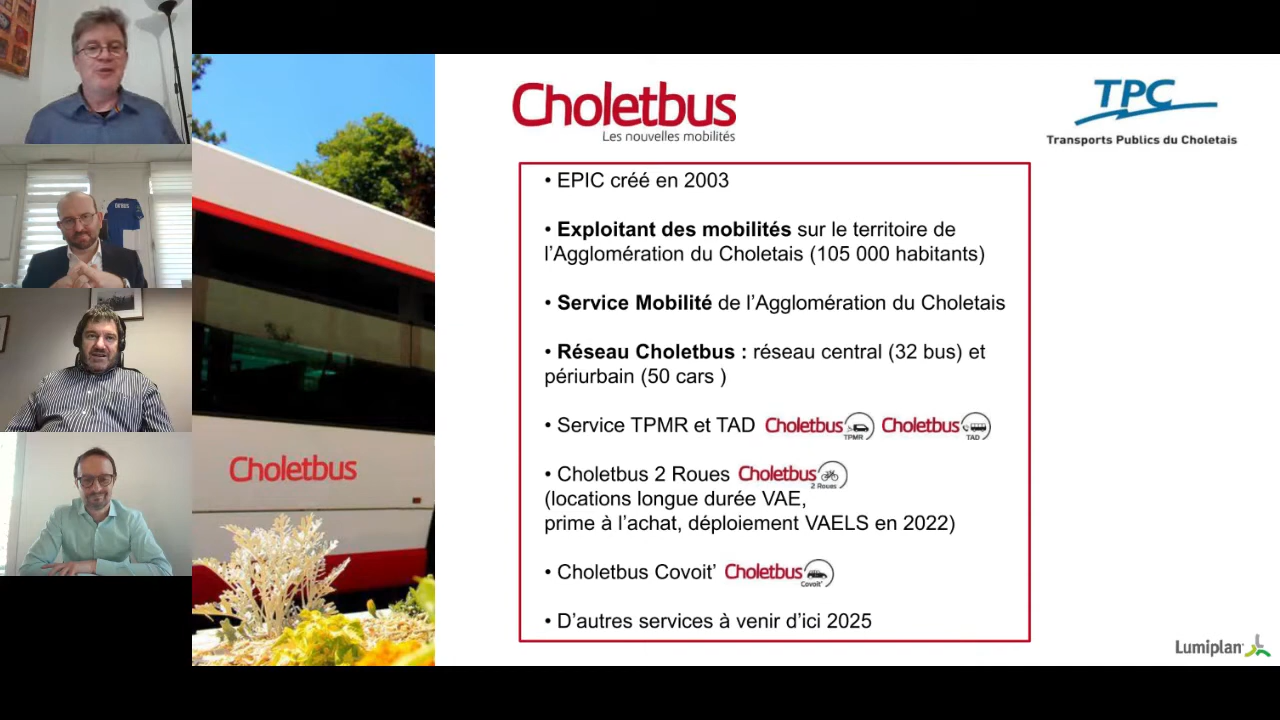 Choletbus
Les nouvelles mobilités
TPC
Transports Publics du Choletais
• EPIC créé en 2003
• Exploitant des mobilités sur le territoire de
l’Agglomération du Choletais (105 000 habitants)
• Service Mobilité de l’Agglomération du Choletais
• Réseau Choletbus : réseau central (32 bus) et
périurbain (50 cars )
• Service TPMR et TAD Choletbus TPMR Choletbus TAD
• Choletbus 2 Roues Choletbus 2 Roues
(locations longue durée VAE,
prime à l’achat, déploiement VAELS en 2022)
• Choletbus Covoit’ Choletbus Covoit’
• D’autres services à venir d’ici 2025
Choletbus
Lumiplan